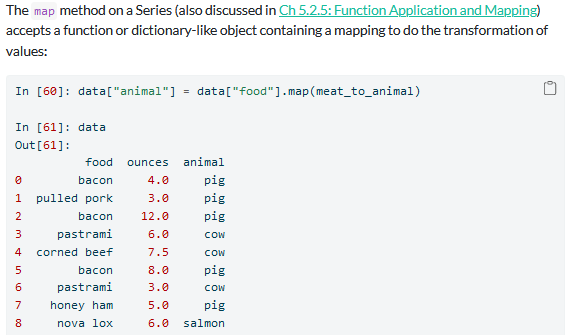 The map method on a Series (also discussed in Ch 5.2.5: Function Application and Mapping)
accepts a function or dictionary-like object containing a mapping to do the transformation of
values:
In [60]: data["animal"] = data["food"].map(meat_to_animal)
In [61]: data
Out[61]:
food ounces animal
0 bacon 4.0 pig
1 pulled pork 3.0 pig
2 bacon 12.0 pig
3 pastrami 6.0 cow
4 corned beef 7.5 cow
5 bacon 8.0 pig
6 pastrami 3.0 cow
7 honey ham 5.0 pig
8 nova lox 6.0 salmon